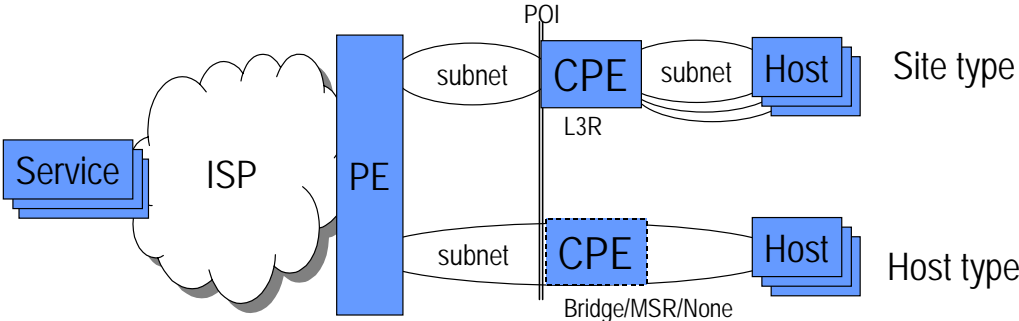 POI
subnet
CPE
subnet
Host
Site type
L3R
Service
ISP
PE
subnet
CPE
Host
Host type
Bridge/MSR/None